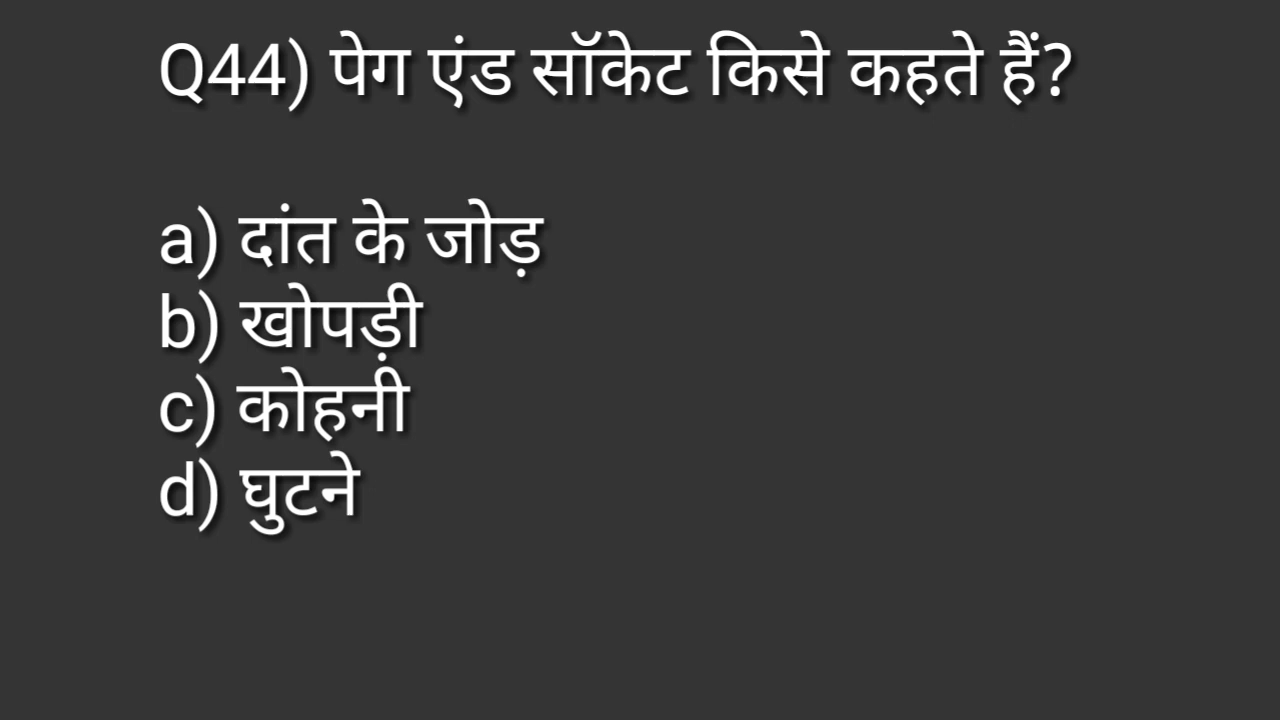 Q44) पेग एंड सॉकेट किसे कहते हैं?
a) दांत के जोड़
b) खोपड़ी
c) कोहनी
d) घुटने